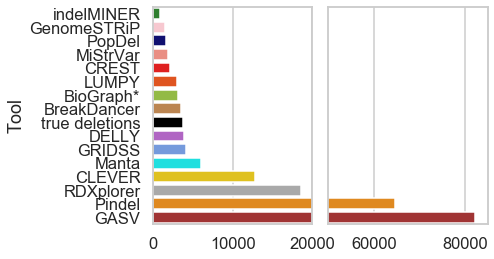 indelMINER
GenomeSTRiP
PopDel
MiStrVar
CREST
LUMPY
BioGraph*
BreakDancer
true deletions
DELLY
GRIDSS
Manta
CLEVER
RDXplorer
Pindel
GASV
Tool
0 10000 20000 60000 80000